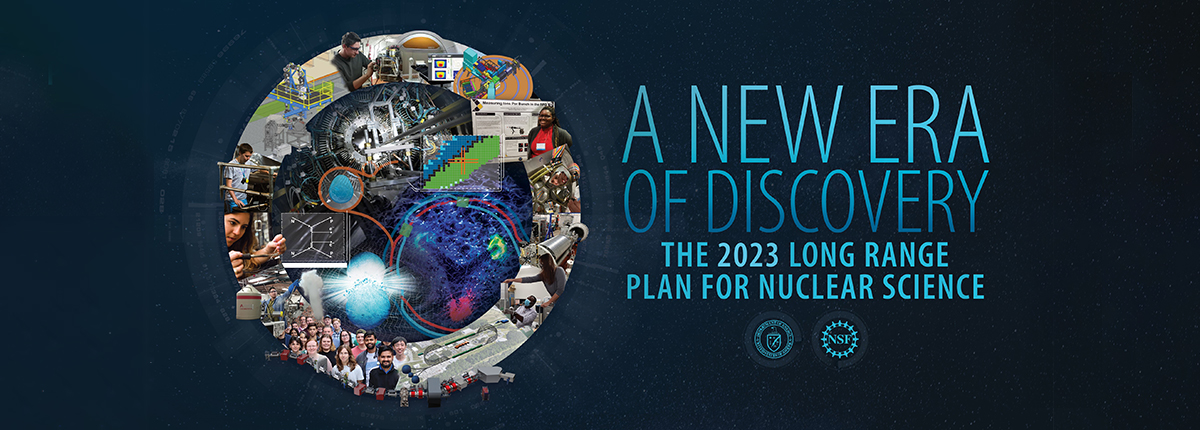 A NEW ERA
OF DISCOVERY
THE 2023 LONG RANGE
PLAN FOR NUCLEAR SCIENCE
NSF